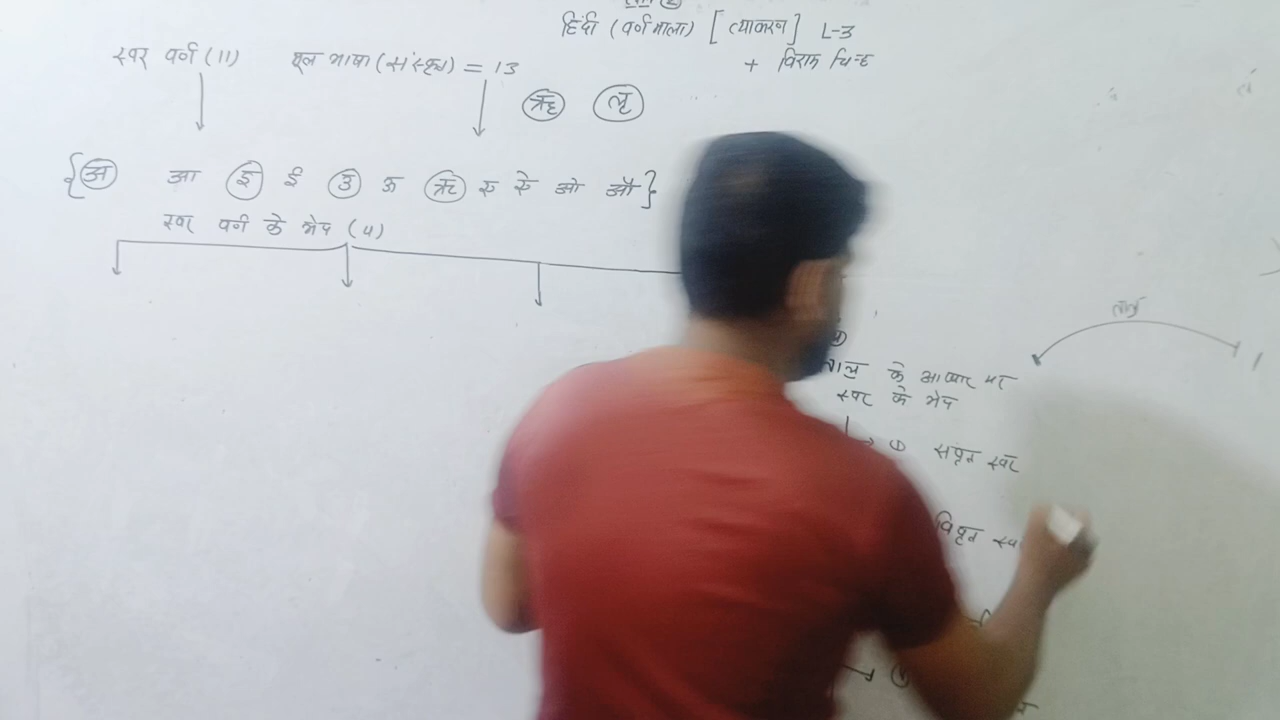 हिंदी (वर्णमाला) [व्याकरण] L-3
+ विराम चिन्ह
स्वर वर्ण (11) मूल भाषा (संस्कृत) = 13
ॠ ऌ
{अ आ इ ई उ ऊ ऋ ए ऐ ओ औ}
स्वर वर्ण के भेद (4)
तालु
तालु के आधार पर
स्वर के भेद
① संवृत स्वर
विवृत